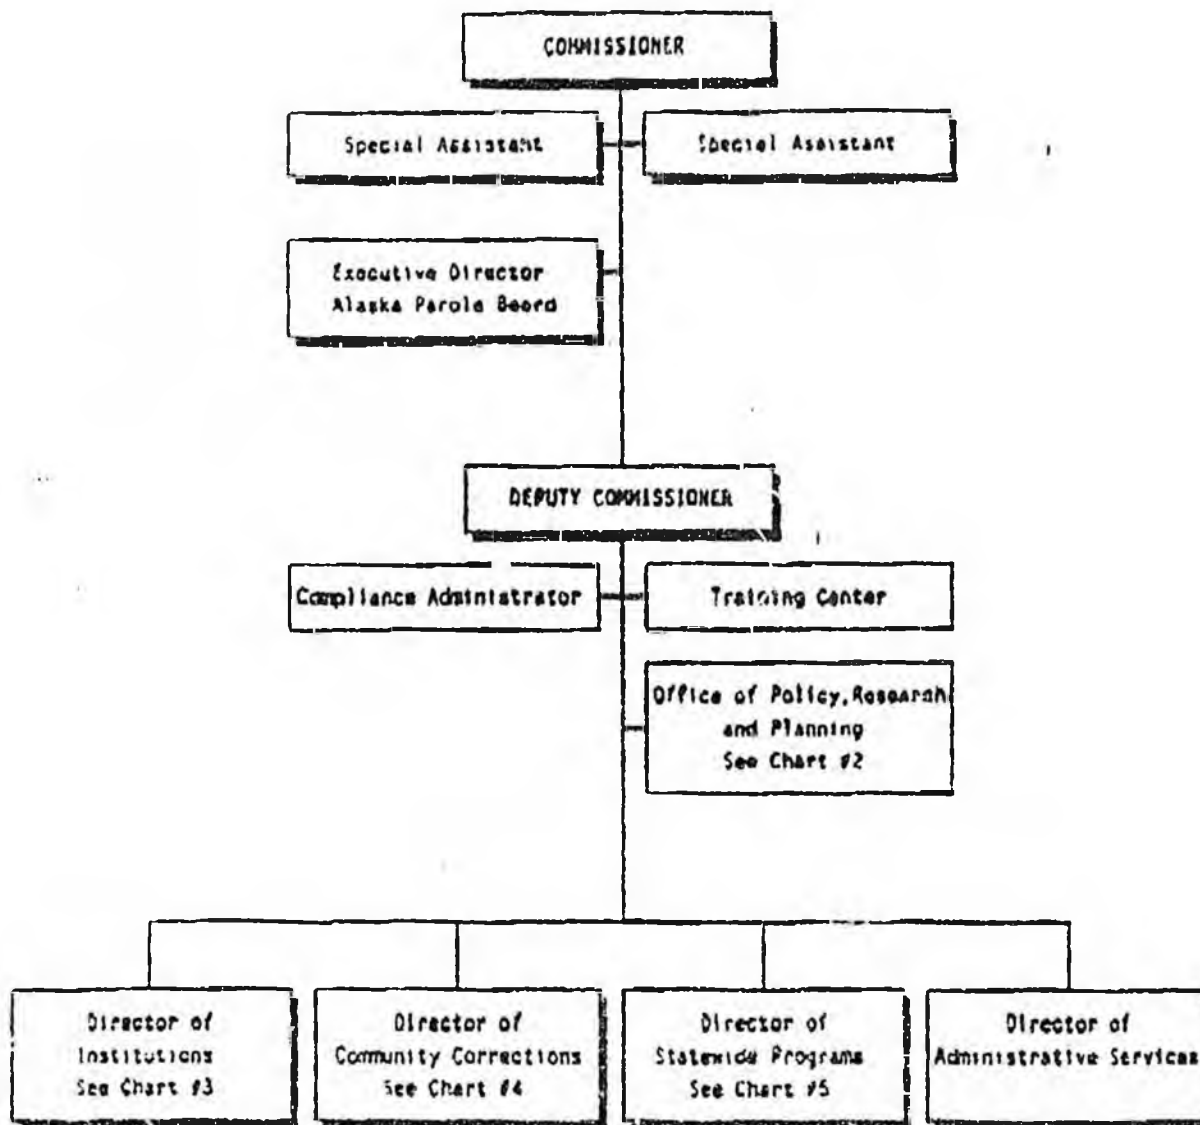 COMMISSIONER
Special Assistant
Special Assistant
Executive Director
Alaska Parole Board
DEPUTY COMMISSIONER
Compliance Administrator
Training Center
Office of Policy, Research
and Planning
See Chart #2
Director of
Institutions
See Chart #3
Director of
Community Corrections
See Chart #4
Director of
Statewide Programs
See Chart #5
Director of
Administrative Services